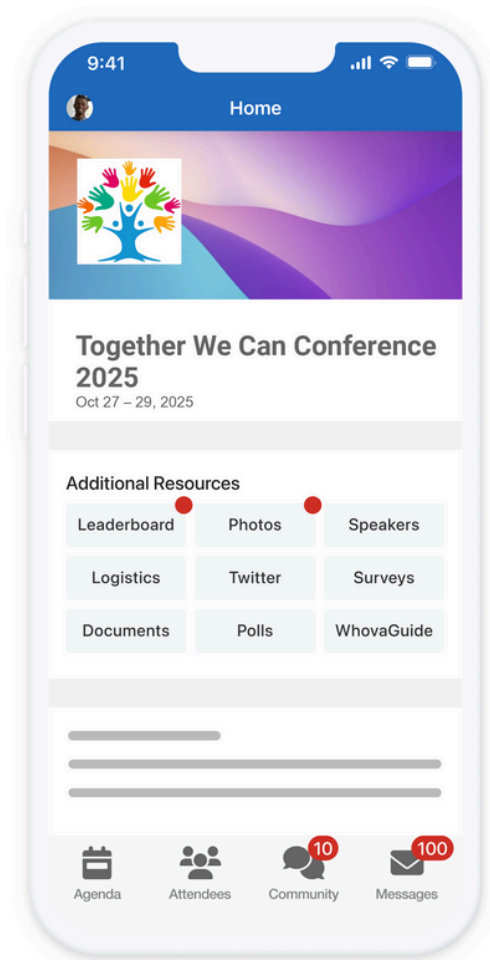 9:41
Home
Together We Can Conference
2025
Oct 27 – 29, 2025
Additional Resources
Leaderboard Photos Speakers
Logistics Twitter Surveys
Documents Polls WhovaGuide
10 100
Agenda Attendees Community Messages